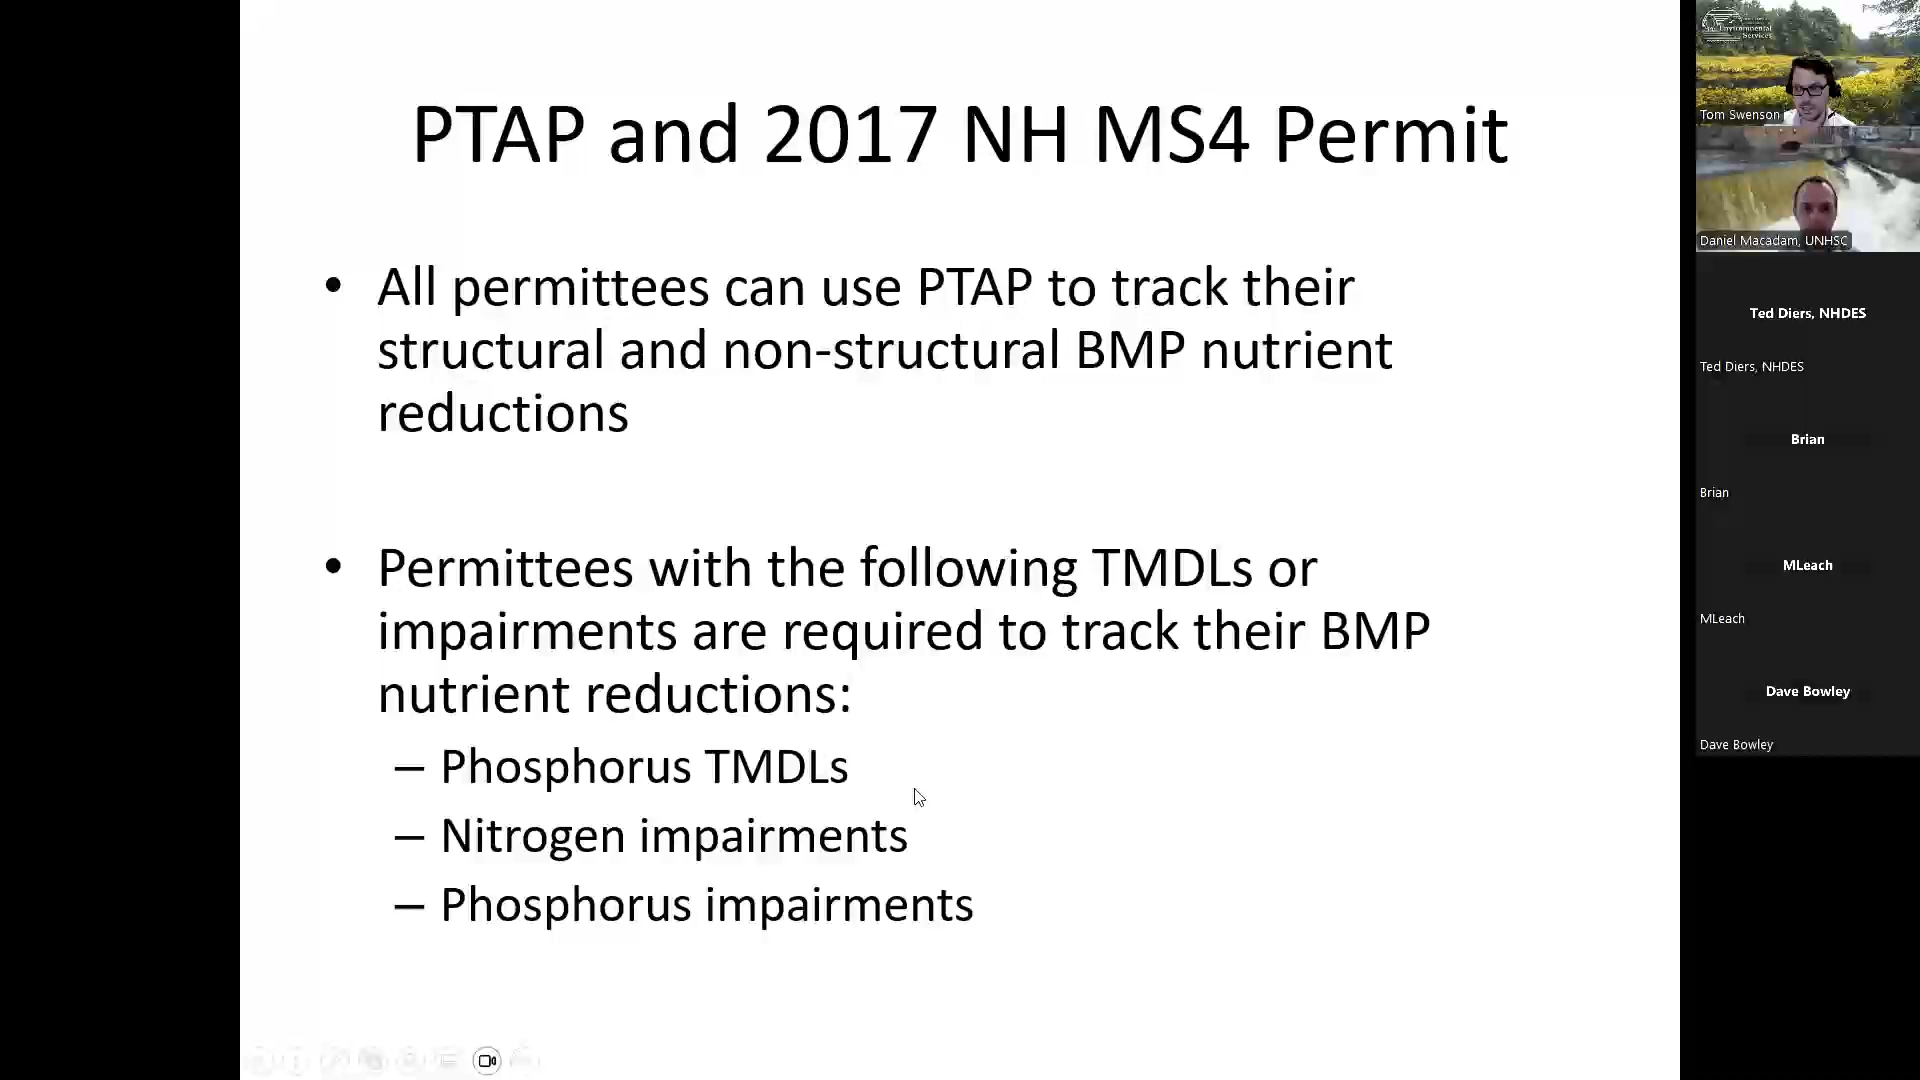 PTAP and 2017 NH MS4 Permit
• All permittees can use PTAP to track their
structural and non-structural BMP nutrient
reductions
• Permittees with the following TMDLs or
impairments are required to track their BMP
nutrient reductions:
– Phosphorus TMDLs
– Nitrogen impairments
– Phosphorus impairments
Environmental
Services
Tom Swenson
Daniel Macadam, UNHSC
Ted Diers, NHDES
Ted Diers, NHDES
Brian
Brian
MLeach
MLeach
Dave Bowley
Dave Bowley